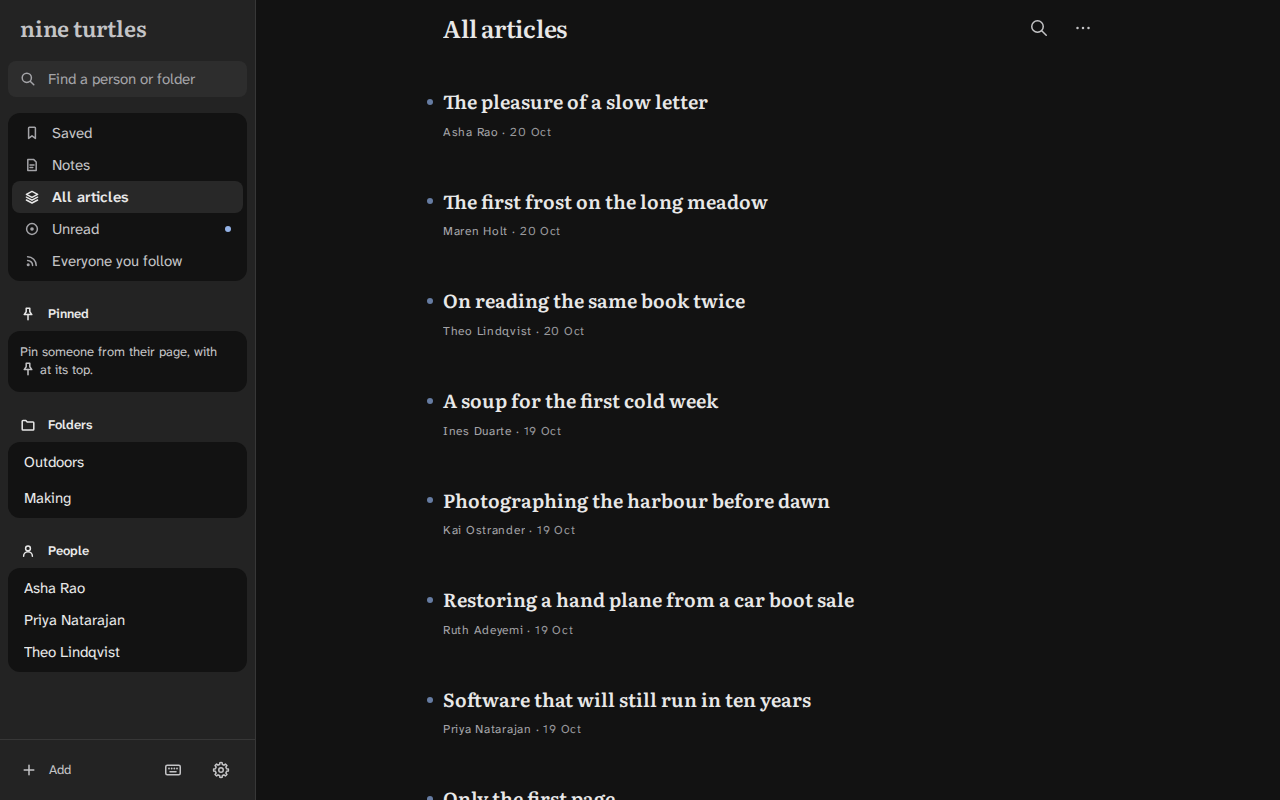 nine turtles
Find a person or folder
Saved
Notes
All articles
Unread
Everyone you follow
Pinned
Pin someone from their page, with
at its top.
Folders
Outdoors
Making
People
Asha Rao
Priya Natarajan
Theo Lindqvist
Add
All articles
The pleasure of a slow letter
Asha Rao · 20 Oct
The first frost on the long meadow
Maren Holt · 20 Oct
On reading the same book twice
Theo Lindqvist · 20 Oct
A soup for the first cold week
Ines Duarte · 19 Oct
Photographing the harbour before dawn
Kai Ostrander · 19 Oct
Restoring a hand plane from a car boot sale
Ruth Adeyemi · 19 Oct
Software that will still run in ten years
Priya Natarajan · 19 Oct
Only the first page